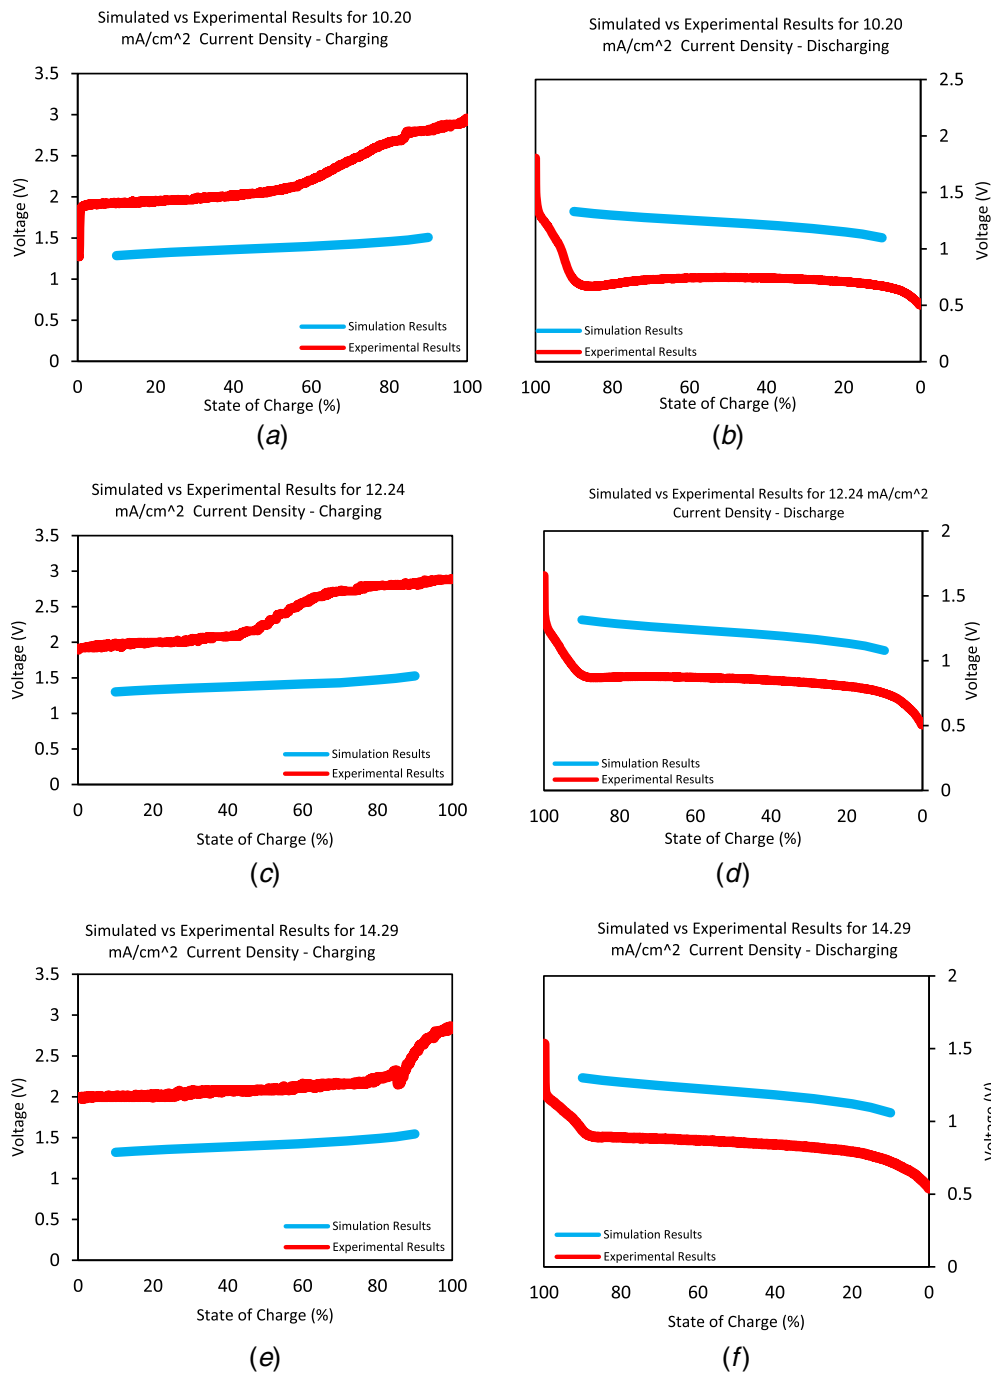 Simulated vs Experimental Results for 10.20
mA/cm^2 Current Density - Charging
3.5
3
2.5
2
1.5
1
0.5
0
Voltage (V)
Simulation Results
Experimental Results
0 20 40 60 80 100
State of Charge (%)
(a)
Simulated vs Experimental Results for 10.20
mA/cm^2 Current Density - Discharging
2.5
2
1.5
1
0.5
0
Voltage (V)
Simulation Results
Experimental Results
100 80 60 40 20 0
State of Charge (%)
(b)
Simulated vs Experimental Results for 12.24
mA/cm^2 Current Density - Charging
3.5
3
2.5
2
1.5
1
0.5
0
Voltage (V)
Simulation Results
Experimental Results
0 20 40 60 80 100
State of Charge (%)
(c)
Simulated vs Experimental Results for 12.24 mA/cm^2
Current Density - Discharge
2
1.5
1
0.5
0
Voltage (V)
Simulation Results
Experimental Results
100 80 60 40 20 0
State of Charge (%)
(d)
Simulated vs Experimental Results for 14.29
mA/cm^2 Current Density - Charging
3.5
3
2.5
2
1.5
1
0.5
0
Voltage (V)
Simulation Results
Experimental Results
0 20 40 60 80 100
State of Charge (%)
(e)
Simulated vs Experimental Results for 14.29
mA/cm^2 Current Density - Discharging
2
1.5
1
0.5
0
Voltage (V)
Simulation Results
Experimental Results
100 80 60 40 20 0
State of Charge (%)
(f)